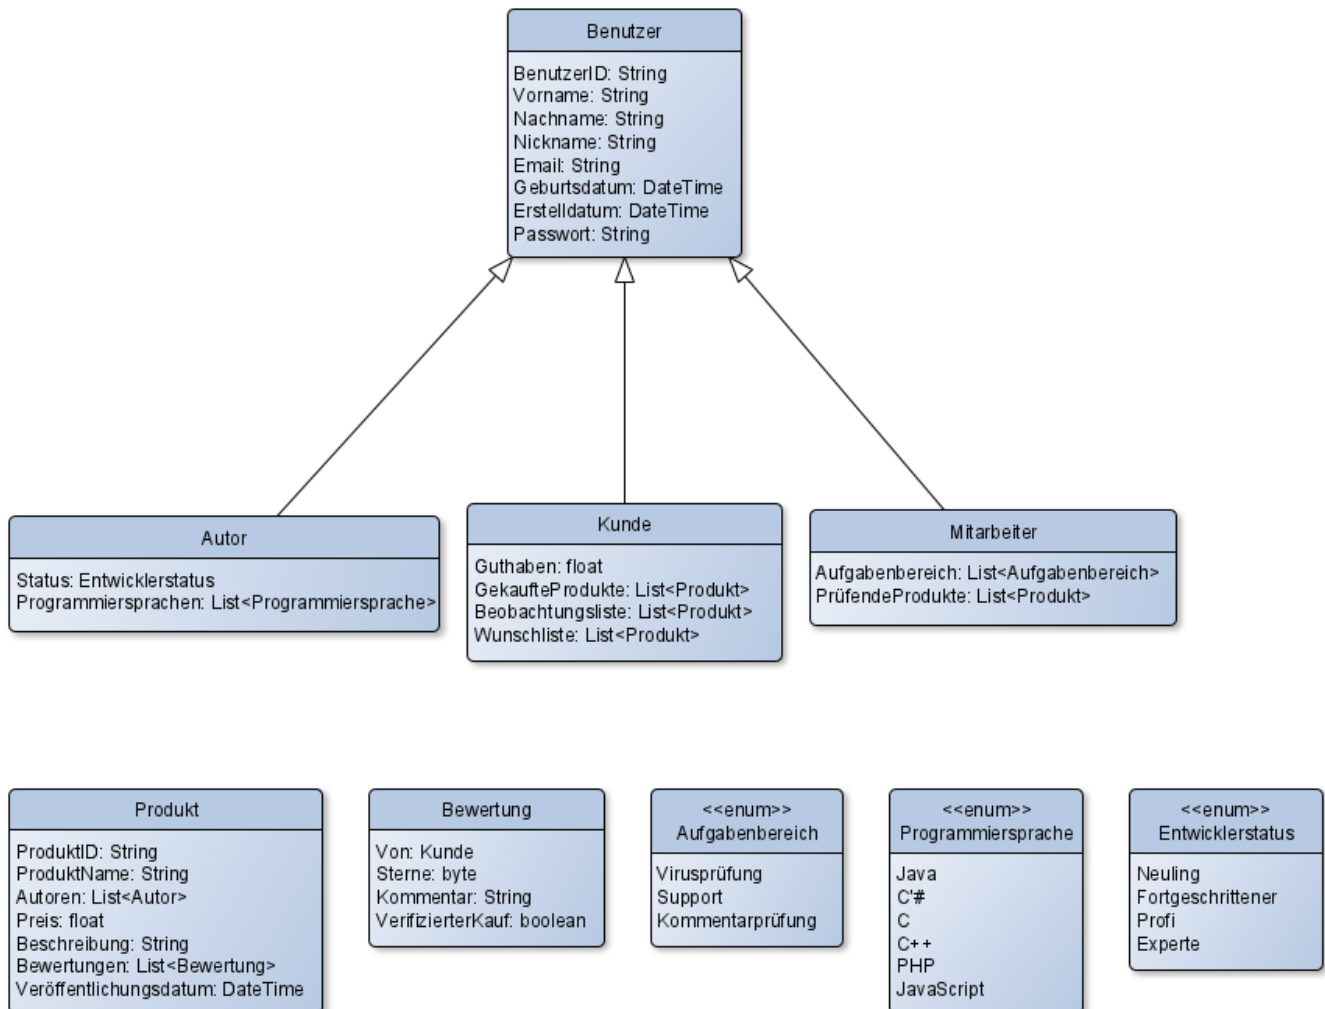 Benutzer
BenutzerID: String
Vorname: String
Nachname: String
Nickname: String
Email: String
Geburtsdatum: DateTime
Erstelldatum: DateTime
Passwort: String
Autor
Status: Entwicklerstatus
Programmiersprachen: List<Programmiersprache>
Kunde
Guthaben: float
GekaufteProdukte: List<Produkt>
Beobachtungsliste: List<Produkt>
Wunschliste: List<Produkt>
Mitarbeiter
Aufgabenbereich: List<Aufgabenbereich>
PrüfendeProdukte: List<Produkt>
Produkt
ProduktID: String
ProduktName: String
Autoren: List<Autor>
Preis: float
Beschreibung: String
Bewertungen: List<Bewertung>
Veröffentlichungsdatum: DateTime
Bewertung
Von: Kunde
Sterne: byte
Kommentar: String
VerifizierterKauf: boolean
<<enum>>
Aufgabenbereich
Virusprüfung
Support
Kommentarprüfung
<<enum>>
Programmiersprache
Java
C'#
C
C++
PHP
JavaScript
<<enum>>
Entwicklerstatus
Neuling
Fortgeschrittener
Profi
Experte